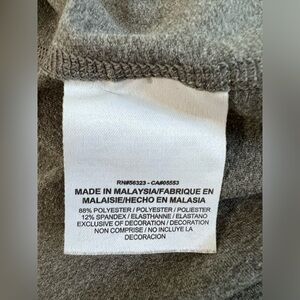 RN#56323 - CA#05553
MADE IN MALAYSIA/FABRIQUE EN
MALAISIE/HECHO EN MALASIA
88% POLYESTER / POLYESTER / POLIESTER
12% SPANDEX / ELASTHANNE / ELASTANO
EXCLUSIVE OF DECORATION / DECORATION
NON COMPRISE / NO INCLUYE LA
DECORACION